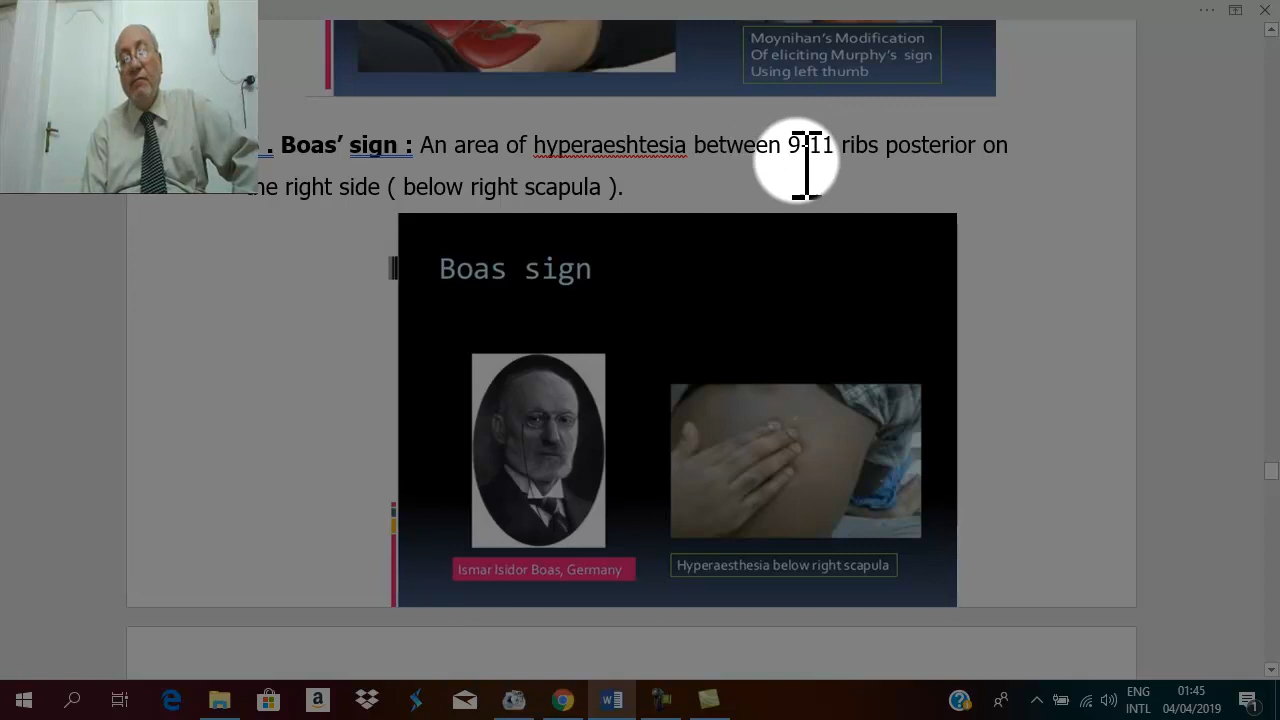 Moynihan's Modification
Of eliciting Murphy's sign
Using left thumb
. Boas' sign : An area of hyperaeshtesia between 9-11 ribs posterior on
the right side ( below right scapula ).
Boas sign
Ismar Isidor Boas, Germany
Hyperaesthesia below right scapula
ENG
INTL
01:45
04/04/2019